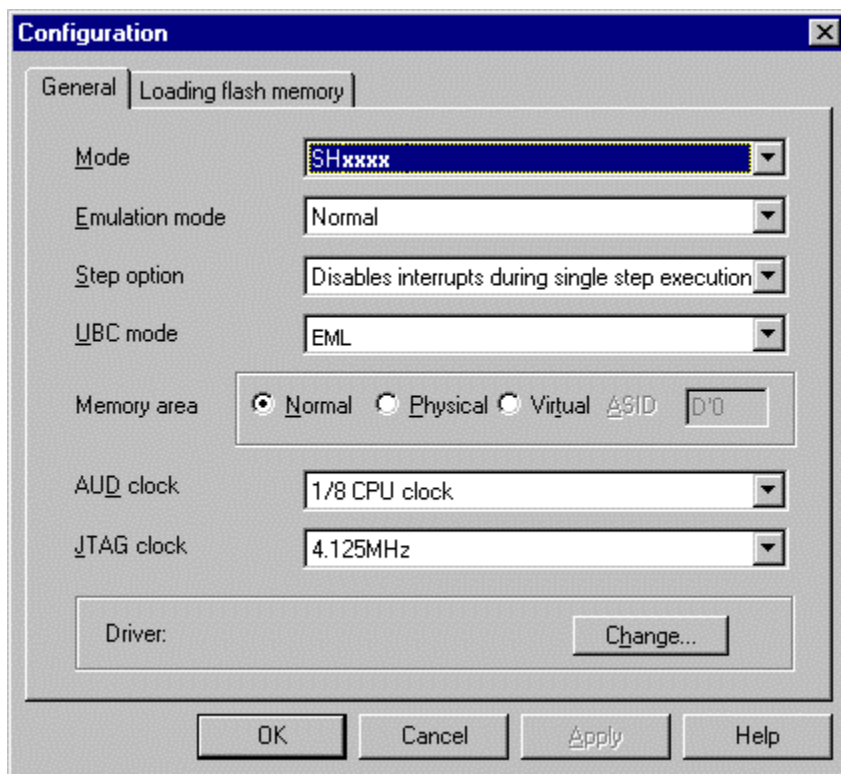 Configuration
General Loading flash memory
Mode SHxxxx
Emulation mode Normal
Step option Disables interrupts during single step execution
UBC mode EML
Memory area Normal Physical Virtual ASID D'0
AUD clock 1/8 CPU clock
JTAG clock 4.125MHz
Driver: Change...
OK Cancel Apply Help